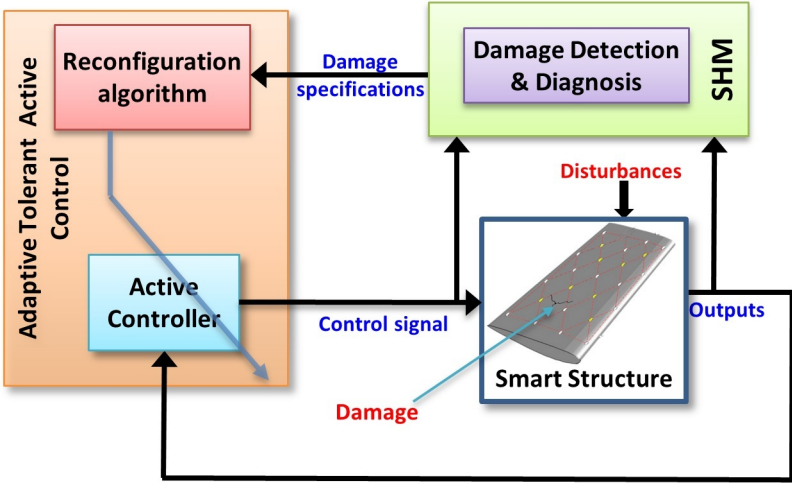 Reconfiguration
algorithm
Damage
specifications
Damage Detection
& Diagnosis
SHM
Adaptive Tolerant Active
Control
Disturbances
Active
Controller
Control signal
Outputs
Smart Structure
Damage